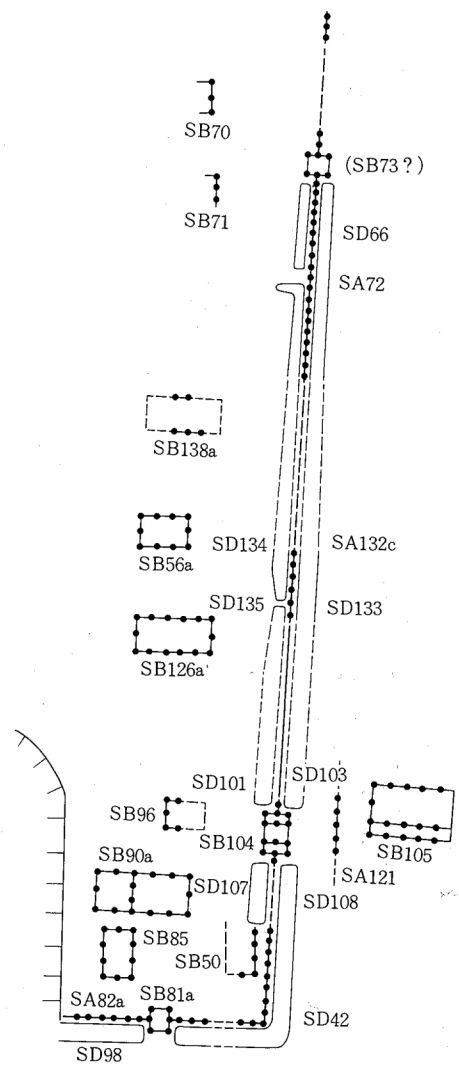 SB70
(SB73?)
SB71
SD66
SA72
SB138a
SD134
SA132c
SB56a
SD135
SD133
SB126a
SD101
SD103
SB96
SB104
SB105
SB90a
SA121
SD107
SD108
SB85
SB50
SA82a
SB81a
SD42
SD98